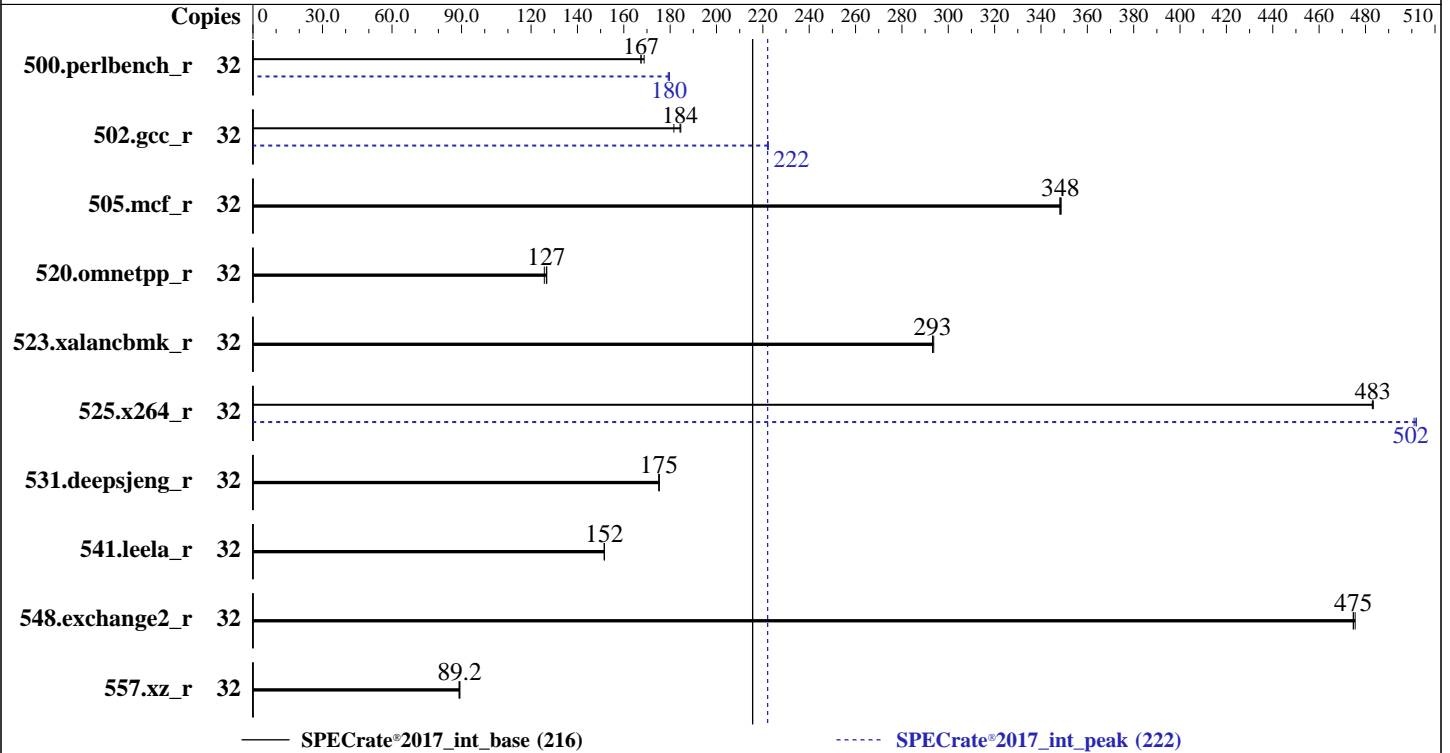 Copies 0 30.0 60.0 90.0 120 140 160 180 200 220 240 260 280 300 320 340 360 380 400 420 440 460 480 510
167
500.perlbench_r 32
180
184
502.gcc_r 32
222
348
505.mcf_r 32
127
520.omnetpp_r 32
293
523.xalancbmk_r 32
483
525.x264_r 32
502
175
531.deepsjeng_r 32
152
541.leela_r 32
475
548.exchange2_r 32
89.2
557.xz_r 32
SPECrate®2017_int_base (216) SPECrate®2017_int_peak (222)